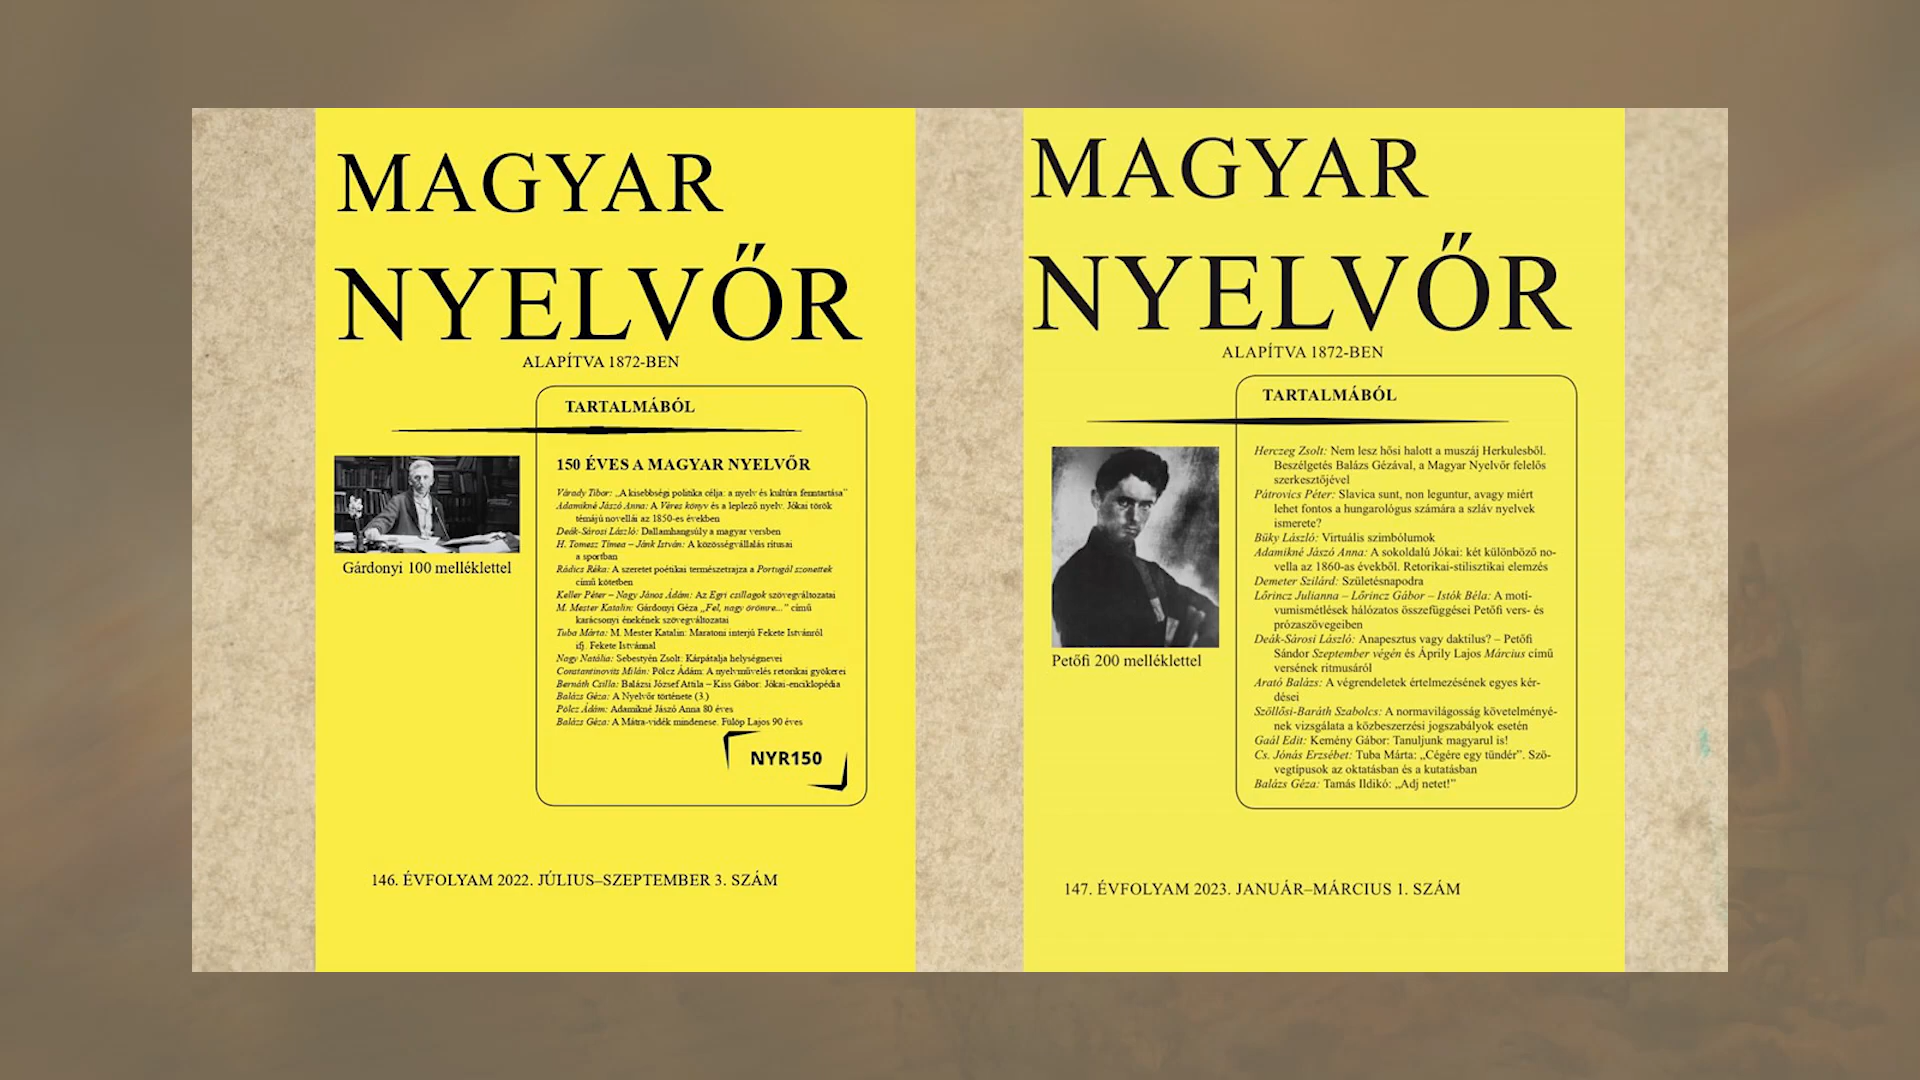 MAGYAR
NYELVŐR
ALAPÍTVA 1872-BEN
TARTALMÁBÓL
150 ÉVES A MAGYAR NYELVŐR
Várady Tibor: „A kisebbségi politika célja: a nyelv és kultúra fenntartása”
Adamikné Jászó Anna: A Véres könyv és a leplező nyelv. Jókai török
témájú novellái az 1850-es években
Deák-Sárosi László: Dallamhangsúly a magyar versben
H. Tomesz Tímea – Jánk István: A közösségvállalás rítusai
a sportban
Rádics Réka: A szeretet poétikai természetrajza a Portugál szonettek
című kötetben
Keller Péter – Nagy János Ádám: Az Egri csillagok szövegváltozatai
M. Mester Katalin: Gárdonyi Géza „Fel, nagy örömre...” című
karácsonyi énekének szövegváltozatai
Tuba Márta: M. Mester Katalin: Maratoni interjú Fekete Istvánról
ifj. Fekete Istvánnal
Nagy Natália: Sebestyén Zsolt: Kárpátalja helységnevei
Constantinovits Milán: Pölcz Ádám: A nyelvművelés retorikai gyökerei
Bernáth Csilla: Balázsi József Attila – Kiss Gábor: Jókai-enciklopédia
Balázs Géza: A Nyelvőr története (3.)
Pölcz Ádám: Adamikné Jászó Anna 80 éves
Balázs Géza: A Mátra-vidék mindenese. Fülöp Lajos 90 éves
NYR150
Gárdonyi 100 melléklettel
146. ÉVFOLYAM 2022. JÚLIUS–SZEPTEMBER 3. SZÁM
MAGYAR
NYELVŐR
ALAPÍTVA 1872-BEN
TARTALMÁBÓL
Herczeg Zsolt: Nem lesz hősi halott a muszáj Herkulesből.
Beszélgetés Balázs Gézával, a Magyar Nyelvőr felelős
szerkesztőjével
Pátrovics Péter: Slavica sunt, non leguntur, avagy miért
lehet fontos a hungarológus számára a szláv nyelvek
ismerete?
Büky László: Virtuális szimbólumok
Adamikné Jászó Anna: A sokoldalú Jókai: két különböző no-
vella az 1860-as évekből. Retorikai-stilisztikai elemzés
Demeter Szilárd: Születésnapodra
Lőrincz Julianna – Lőrincz Gábor – Istók Béla: A motí-
vumismétlések hálózatos összefüggései Petőfi vers- és
prózaszövegeiben
Deák-Sárosi László: Anapesztus vagy daktilus? – Petőfi
Sándor Szeptember végén és Áprily Lajos Március című
versének ritmusáról
Arató Balázs: A végrendeletek értelmezésének egyes kér-
dései
Szöllősi-Baráth Szabolcs: A normavilágosság követelményé-
nek vizsgálata a közbeszerzési jogszabályok esetén
Gaál Edit: Kemény Gábor: Tanuljunk magyarul is!
Cs. Jónás Erzsébet: Tuba Márta: „Cégére egy tündér”. Szö-
vegtípusok az oktatásban és a kutatásban
Balázs Géza: Tamás Ildikó: „Adj netet!”
Petőfi 200 melléklettel
147. ÉVFOLYAM 2023. JANUÁR–MÁRCIUS 1. SZÁM